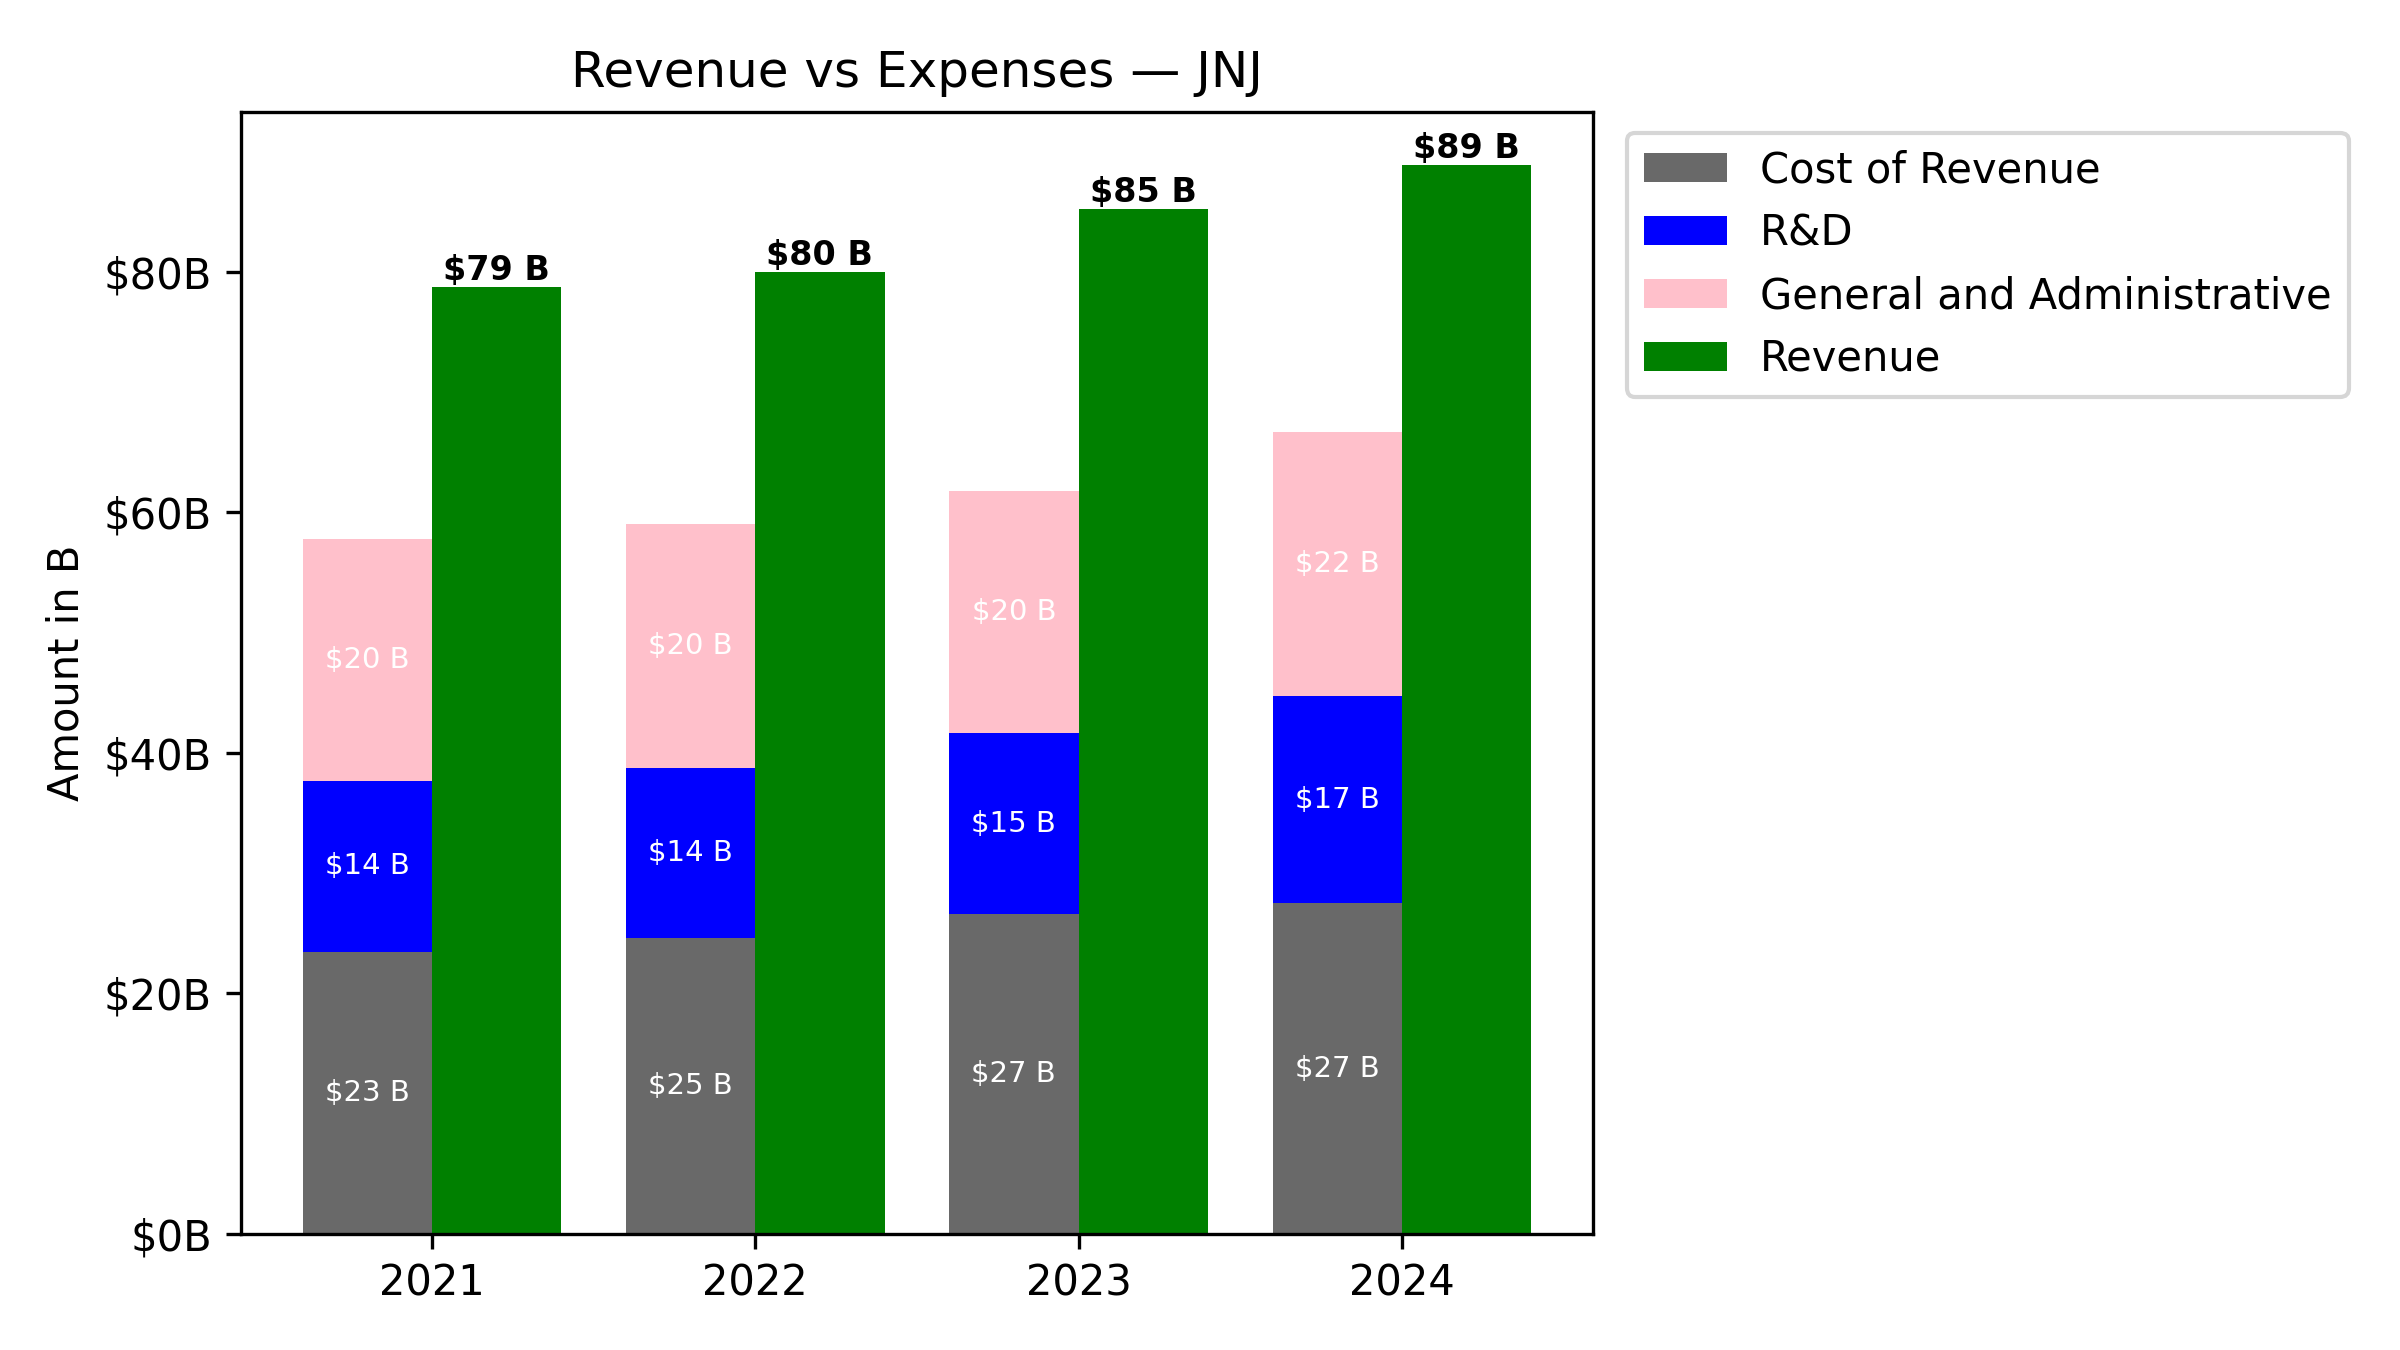 Revenue vs Expenses — JNJ
$89 B
$85 B
$80 B
$79 B
Cost of Revenue
R&D
General and Administrative
Revenue
Amount in B
$80B
$60B
$40B
$20B
$0B
$20 B
$20 B
$20 B
$22 B
$14 B
$14 B
$15 B
$17 B
$23 B
$25 B
$27 B
$27 B
2021
2022
2023
2024